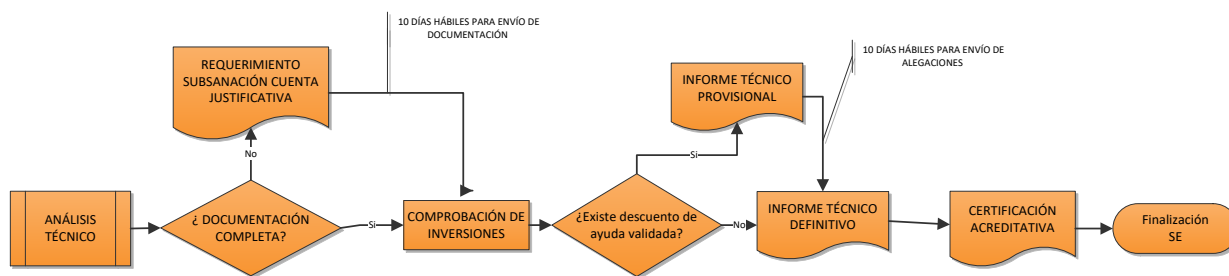 10 DÍAS HÁBILES PARA ENVÍO DE
DOCUMENTACIÓN
10 DÍAS HÁBILES PARA ENVÍO DE
ALEGACIONES
REQUERIMIENTO
SUBSANACIÓN CUENTA
JUSTIFICATIVA
INFORME TÉCNICO
PROVISIONAL
No
Si
ANÁLISIS
TÉCNICO
¿ DOCUMENTACIÓN
COMPLETA?
Si
COMPROBACIÓN DE
INVERSIONES
¿Existe descuento de
ayuda validada?
No
INFORME TÉCNICO
DEFINITIVO
CERTIFICACIÓN
ACREDITATIVA
Finalización
SE